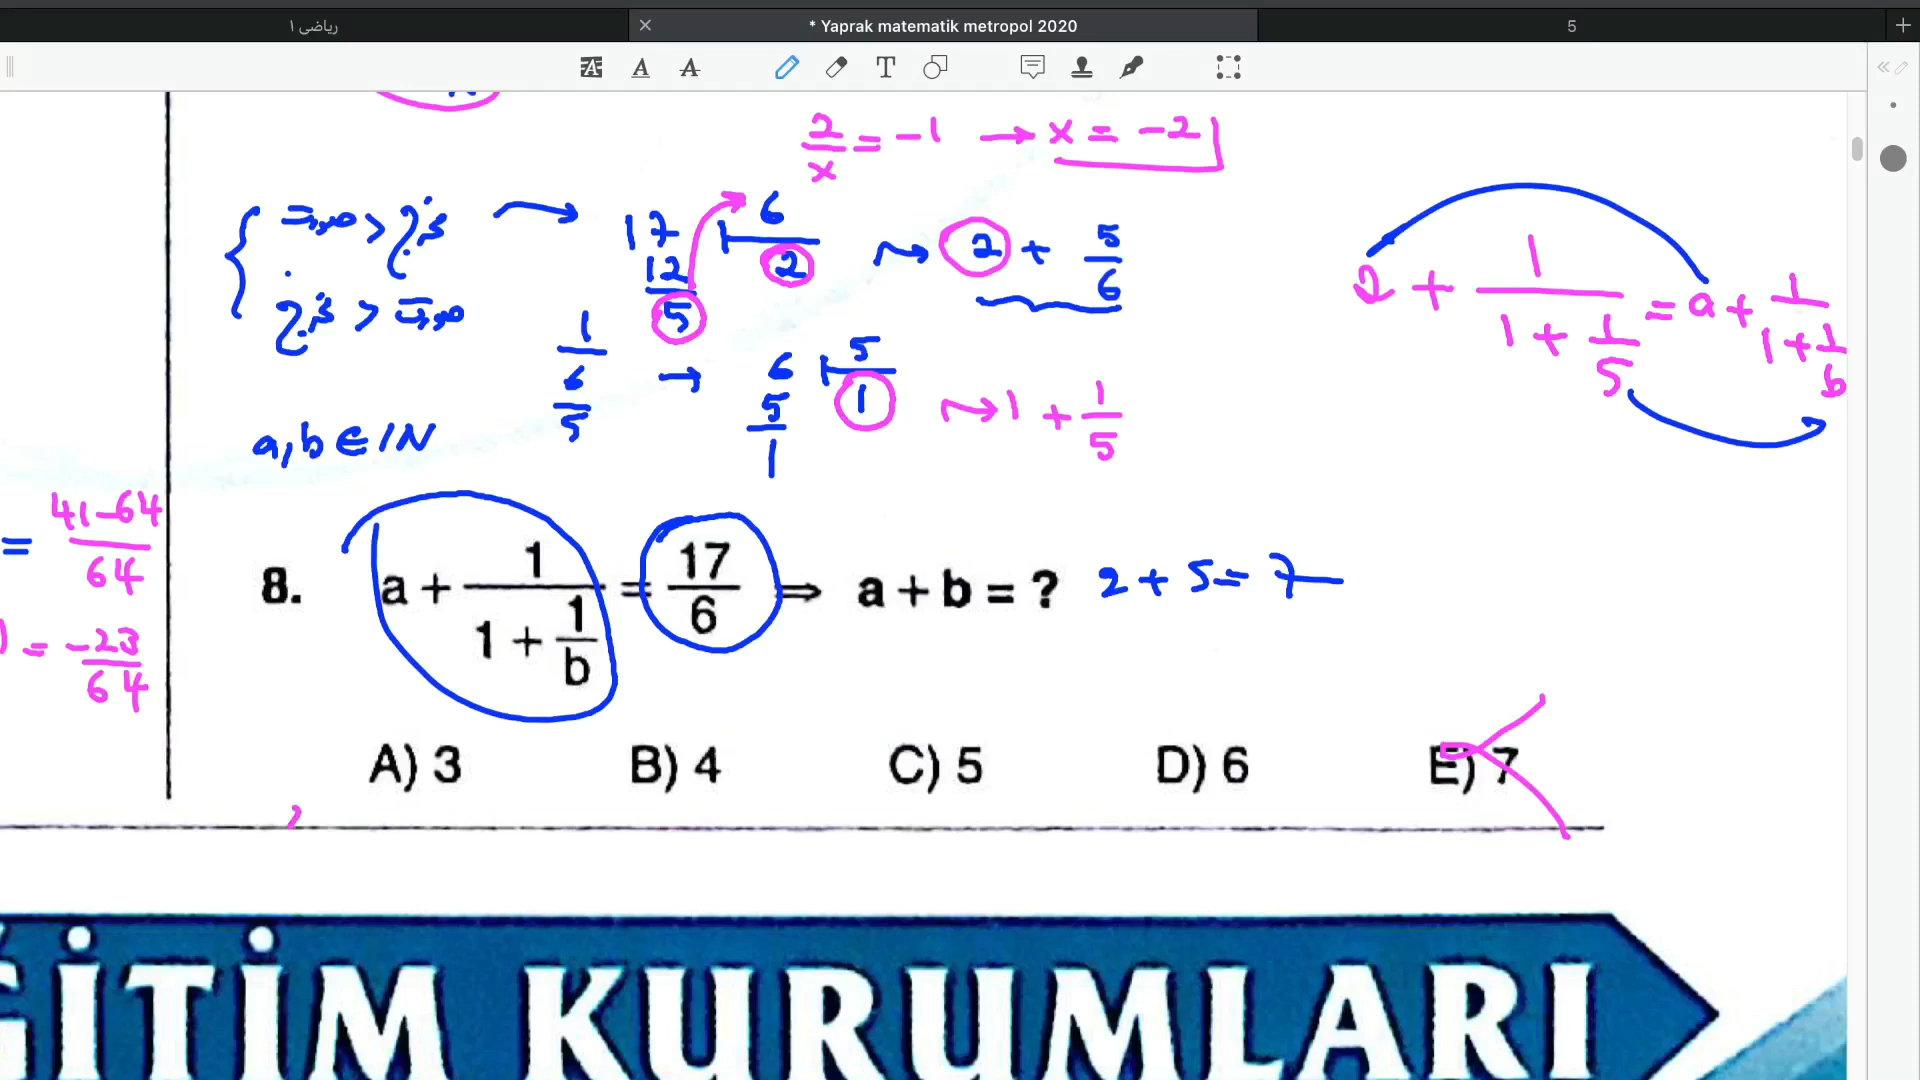 ریاضی ۱
* Yaprak matematik metropol 2020
5
2/x = -1 → x = -2
صورت > مخرج
مخرج > صورت
17 | 6
12 2
5
2 + 5/6
1/(6/5) → 6 | 5
5 1
1
1 + 1/5
2 + 1/(1 + 1/5) = a + 1/(1 + 1/b)
a, b ∈ IN
= 41-64/64
= -23/64
8. a + 1/(1 + 1/b) = 17/6 ⇒ a + b = ? 2 + 5 = 7
A) 3 B) 4 C) 5 D) 6 E) 7
ĞİTİM KURUMLARI